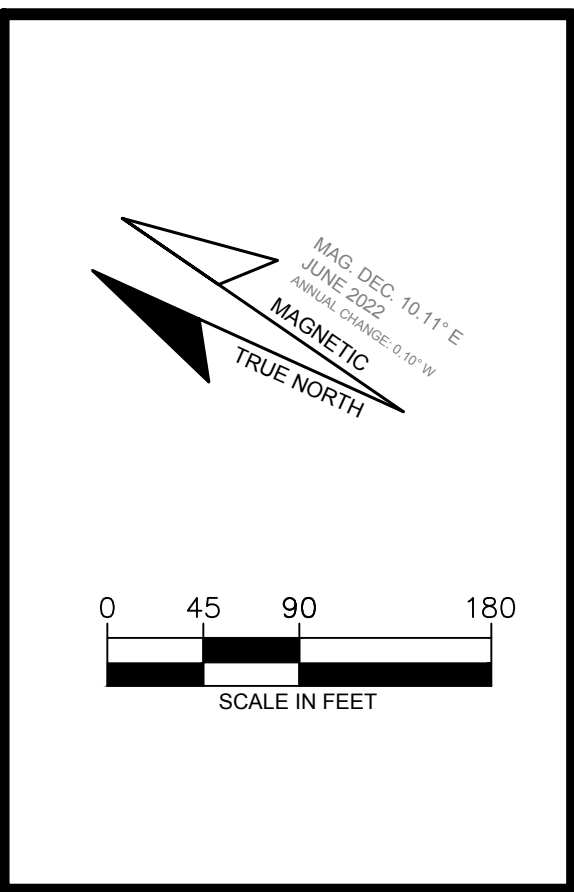 MAG. DEC. 10.11° E
JUNE 2022
ANNUAL CHANGE: 0.10° W
MAGNETIC
TRUE NORTH
0 45 90 180
SCALE IN FEET